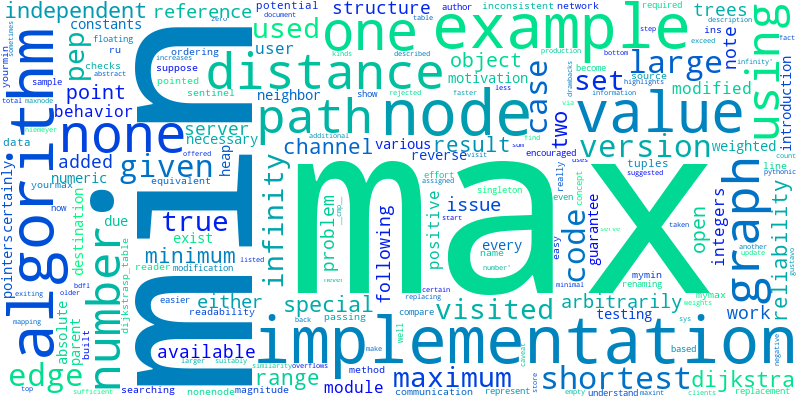 max
min
implementation
algorithm
example
node
value
number
distance
path
none
one
graph
using
shortest
edge
given
infinity
version
large
code
set
used
maximum
minimum
visited
dijkstra
true
independent
pep
point
behavior
added
numeric
either
range
special
channel
result
server
object
structure
reference
trees
case
two
note
issue
problem
positive
arbitrarily
reliability
available
module
work
open
testing
integers
guarantee
weighted
modified
motivation
neighbor
user
constants
reverse
various
following
necessary
heap
parent
absolute
destination
pointers
certainly
data
due
exist
tuples
line
introduction
source
ins
potential
author
inconsistent
network
required
description
table
document
zero
floating
ru
ordering
checks
suppose
abstract
pointed
sentinel
sample
yourmin
yourmax
total
maxnode
equivalent
dijkstrasp_table
reader
modification
readability
easier
listed
bdfl
older
now
exiting
mapping
built
top
searching
magnitude
nonenode
passing
compare
name
every
singleton
even
really
easy
concept
assigned
start
effort
encouraged
mymin
mymax
renaming
replacing
suggested
visit
find
additional
faster
less
show
kinds
described
rejected
production
bottom
exceed
step
become
highlights
drawbacks
information
via
uses
sum
offered
increases
count
pythonic
another
update
gustavo
negative
replacement
weights
sys
maxint
based
minimal
certain
understand
represent
clients
store
empty
make
well
caveat
back
method
communication
similarity
overflows
larger
suitably
sufficient
niemeyer
taken
fact
sometimes
__cmp__
number'
infinity'